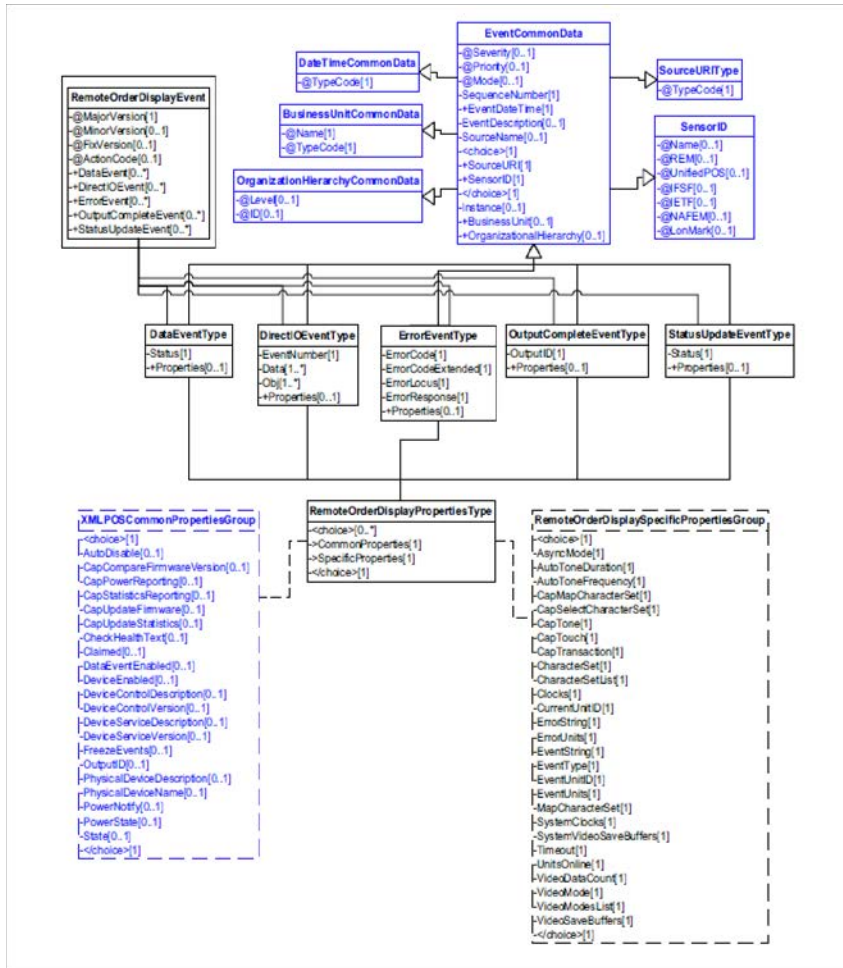 EventCommonData
-@Severity[0..1]
-@Priority[0..1]
-@Mode[0..1]
-SequenceNumber[1]
-+EventDateTime[1]
-EventDescription[0..1]
-SourceName[0..1]
-<choice>[1]
-+SourceURI[1]
-+SensorID[1]
-</choice>[1]
-Instance[0..1]
-+BusinessUnit[0..1]
-+OrganizationalHierarchy[0..1]
DateTimeCommonData
-@TypeCode[1]
BusinessUnitCommonData
-@Name[1]
-@TypeCode[1]
OrganizationHierarchyCommonData
-@Level[0..1]
-@ID[0..1]
SourceURIType
-@TypeCode[1]
SensorID
-@Name[0..1]
-@REM[0..1]
-@UnifiedPOS[0..1]
-@IFSF[0..1]
-@IETF[0..1]
-@NAFEM[0..1]
-@LonMark[0..1]
RemoteOrderDisplayEvent
-@MajorVersion[1]
-@MinorVersion[0..1]
-@FixVersion[0..1]
-@ActionCode[0..1]
-+DataEvent[0..*]
-+DirectIOEvent[0..*]
-+ErrorEvent[0..*]
-+OutputCompleteEvent[0..*]
-+StatusUpdateEvent[0..*]
DataEventType
-Status[1]
-+Properties[0..1]
DirectIOEventType
-EventNumber[1]
-Data[1..*]
-Obj[1..*]
-+Properties[0..1]
ErrorEventType
-ErrorCode[1]
-ErrorCodeExtended[1]
-ErrorLocus[1]
-ErrorResponse[1]
-+Properties[0..1]
OutputCompleteEventType
-OutputID[1]
-+Properties[0..1]
StatusUpdateEventType
-Status[1]
-+Properties[0..1]
RemoteOrderDisplayPropertiesType
-<choice>[0..*]
->CommonProperties[1]
->SpecificProperties[1]
-</choice>[1]
XMLPOSCommonPropertiesGroup
-<choice>[1]
-AutoDisable[0..1]
-CapCompareFirmwareVersion[0..1]
-CapPowerReporting[0..1]
-CapStatisticsReporting[0..1]
-CapUpdateFirmware[0..1]
-CapUpdateStatistics[0..1]
-CheckHealthText[0..1]
-Claimed[0..1]
-DataEventEnabled[0..1]
-DeviceEnabled[0..1]
-DeviceControlDescription[0..1]
-DeviceControlVersion[0..1]
-DeviceServiceDescription[0..1]
-DeviceServiceVersion[0..1]
-FreezeEvents[0..1]
-OutputID[0..1]
-PhysicalDeviceDescription[0..1]
-PhysicalDeviceName[0..1]
-PowerNotify[0..1]
-PowerState[0..1]
-State[0..1]
-</choice>[1]
RemoteOrderDisplaySpecificPropertiesGroup
-<choice>[1]
-AsyncMode[1]
-AutoToneDuration[1]
-AutoToneFrequency[1]
-CapMapCharacterSet[1]
-CapSelectCharacterSet[1]
-CapTone[1]
-CapTouch[1]
-CapTransaction[1]
-CharacterSet[1]
-CharacterSetList[1]
-Clocks[1]
-CurrentUnitID[1]
-ErrorString[1]
-ErrorUnits[1]
-EventString[1]
-EventType[1]
-EventUnitID[1]
-EventUnits[1]
-MapCharacterSet[1]
-SystemClocks[1]
-SystemVideoSaveBuffers[1]
-Timeout[1]
-UnitsOnline[1]
-VideoDataCount[1]
-VideoMode[1]
-VideoModesList[1]
-VideoSaveBuffers[1]
-</choice>[1]